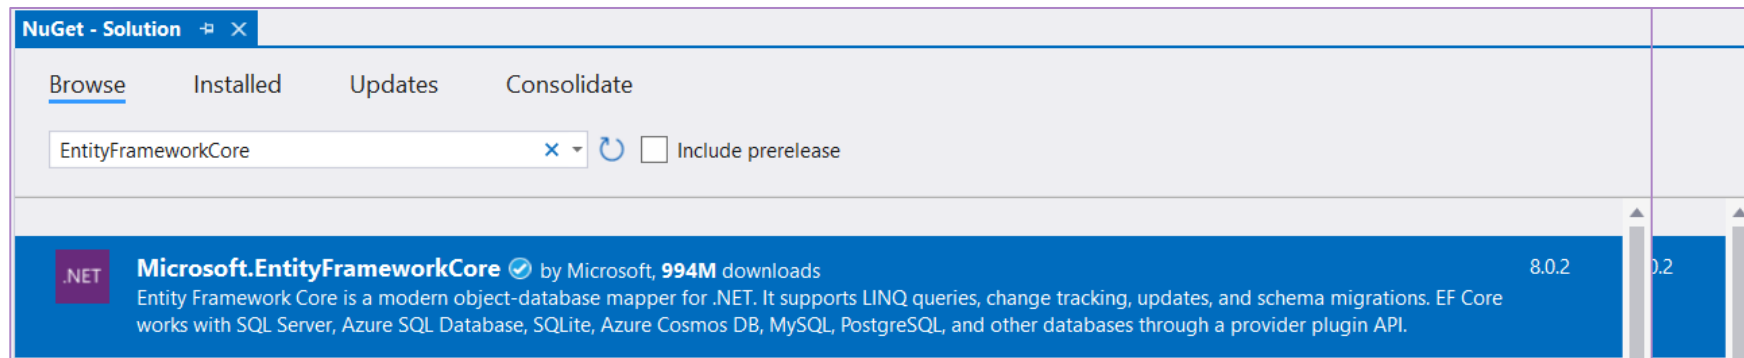 NuGet - Solution
Browse Installed Updates Consolidate
EntityFrameworkCore Include prerelease
.NET Microsoft.EntityFrameworkCore by Microsoft, 994M downloads 8.0.2 0.2
Entity Framework Core is a modern object-database mapper for .NET. It supports LINQ queries, change tracking, updates, and schema migrations. EF Core
works with SQL Server, Azure SQL Database, SQLite, Azure Cosmos DB, MySQL, PostgreSQL, and other databases through a provider plugin API.